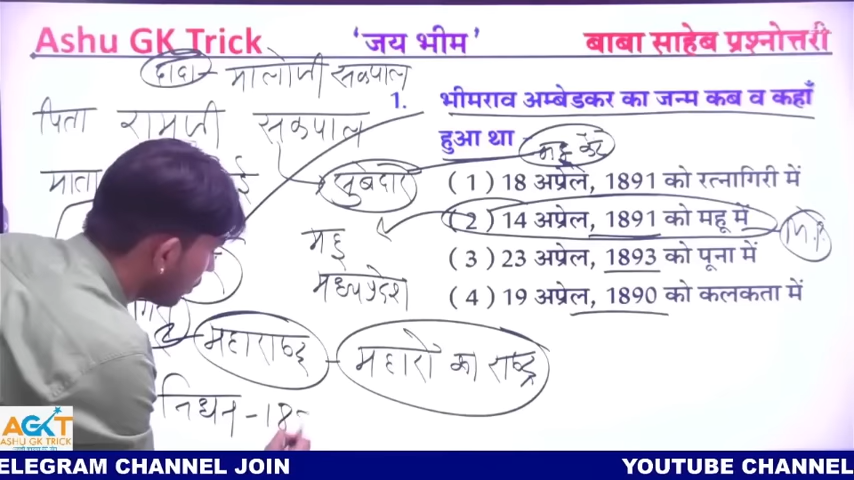 Ashu GK Trick 'जय भीम' बाबा साहेब प्रश्नोत्तरी
दादा - मालोजी सकपाल
पिता रामजी सकपाल
माता
सुबेदार
महू
मध्यप्रदेश
महाराष्ट्र - महारों का राष्ट्र
निधन - 18
1. भीमराव अम्बेडकर का जन्म कब व कहाँ
हुआ था
( 1 ) 18 अप्रैल, 1891 को रत्नागिरी में
( 2 ) 14 अप्रैल, 1891 को महू में
M.P.
( 3 ) 23 अप्रेल, 1893 को पूना में
( 4 ) 19 अप्रेल, 1890 को कलकता में
AGKT
ASHU GK TRICK
ELEGRAM CHANNEL JOIN YOUTUBE CHANNEL